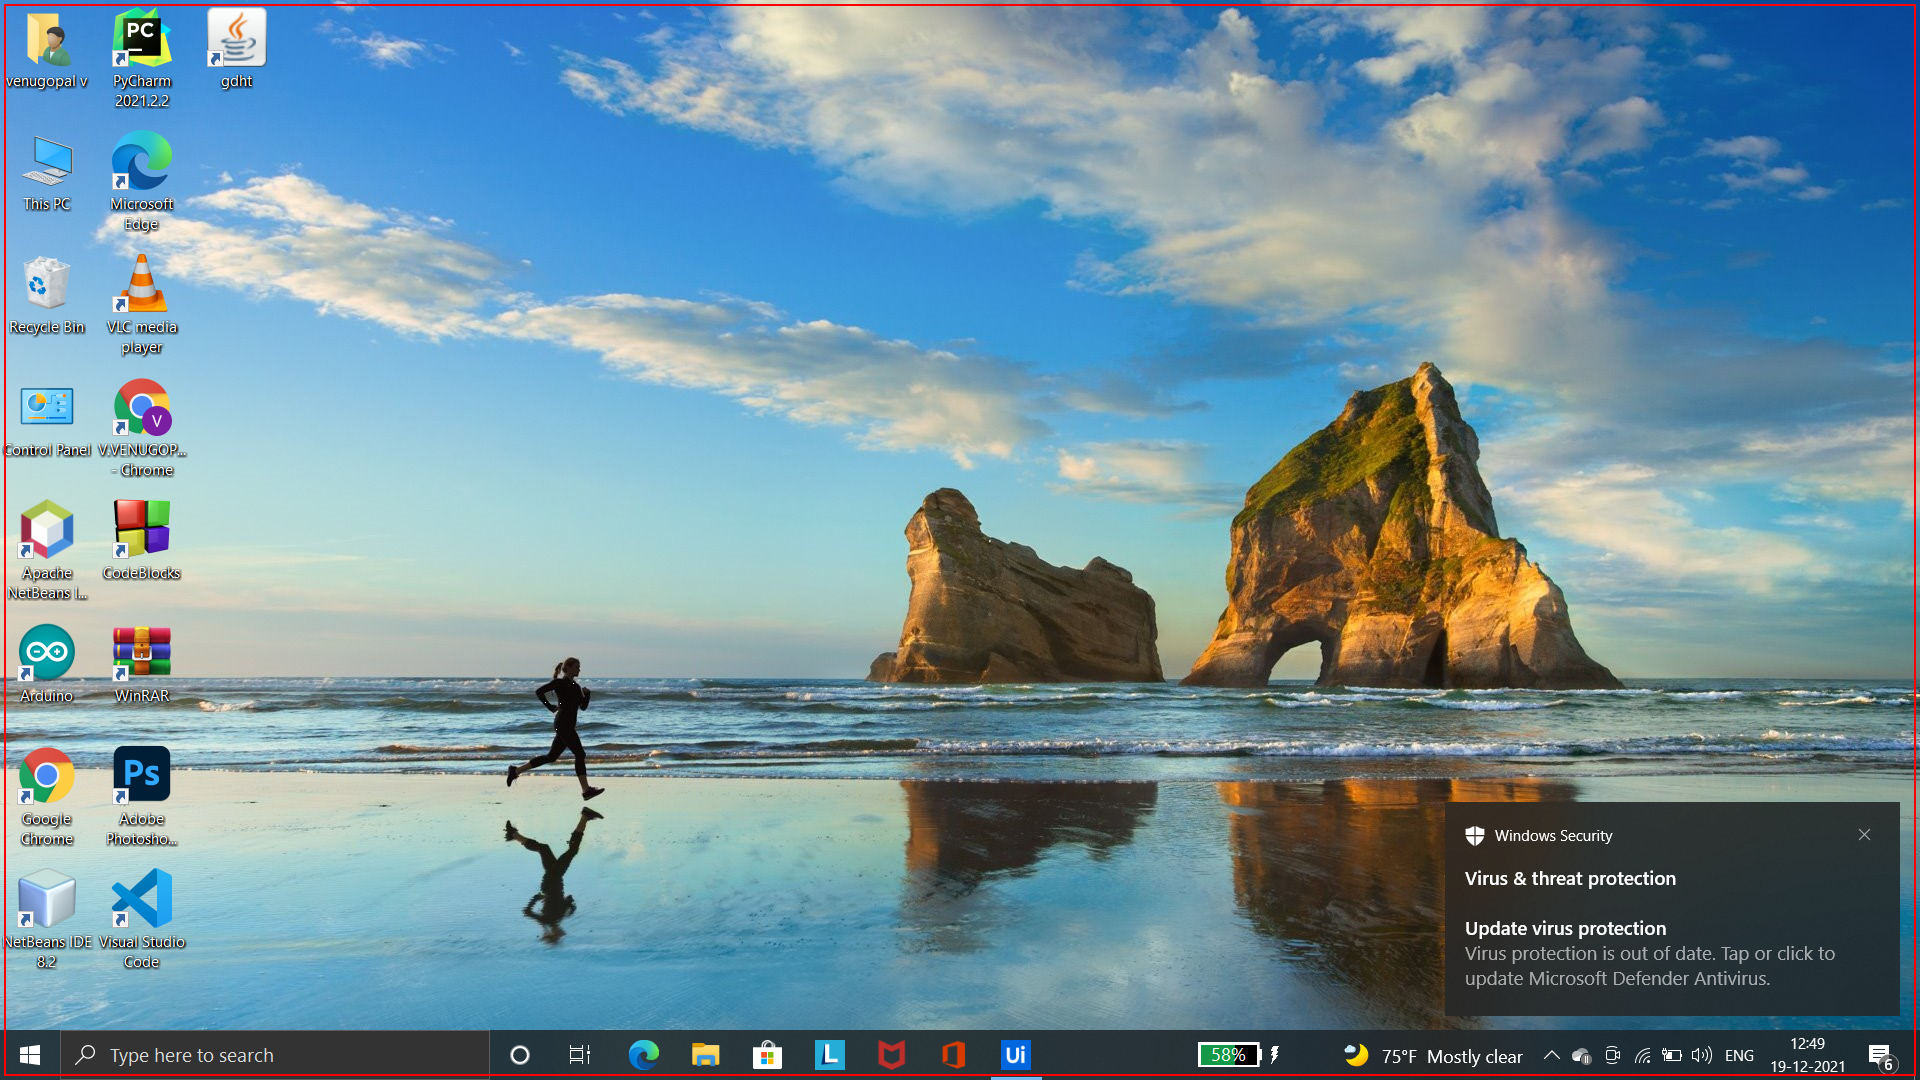 venugopal v
PC
PyCharm
2021.2.2
gdht
This PC
Microsoft
Edge
Recycle Bin
VLC media
player
Control Panel
V
V.VENUGOP...
- Chrome
Apache
NetBeans I...
CodeBlocks
Arduino
WinRAR
Google
Chrome
Ps
Adobe
Photosho...
NetBeans IDE
8.2
Visual Studio
Code
Windows Security
Virus & threat protection
Update virus protection
Virus protection is out of date. Tap or click to
update Microsoft Defender Antivirus.
Type here to search
L
Ui
58%
75°F Mostly clear
ENG
12:49
19-12-2021
6